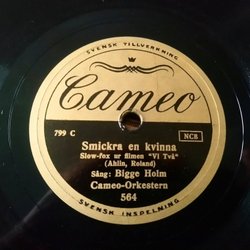 SVENSK TILLVERKNING
Cameo
799 C
NCB
Smickra en kvinna
Slow-fox ur filmen "Vi Två"
(Ahlin, Roland)
Sång: Bigge Holm
Cameo-Orkestern
564
SVENSK INSPELNING